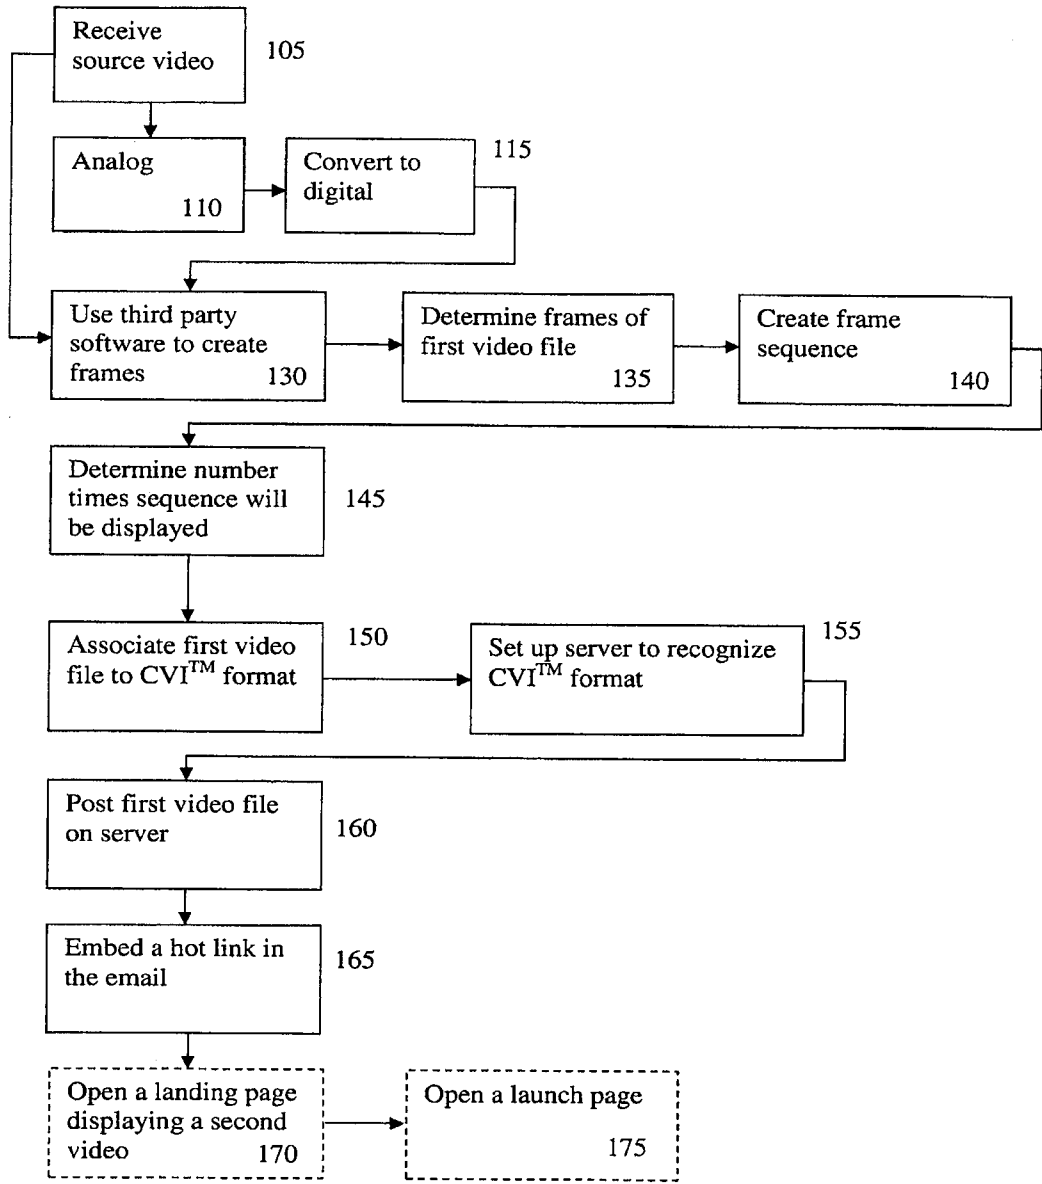 Receive
source video
105
Analog
110
Convert to
digital
115
Use third party
software to create
frames
130
Determine frames of
first video file
135
Create frame
sequence
140
Determine number
times sequence will
be displayed
145
Associate first video
file to CVI™ format
150
Set up server to recognize
CVI™ format
155
Post first video file
on server
160
Embed a hot link in
the email
165
Open a landing page
displaying a second
video
170
Open a launch page
175